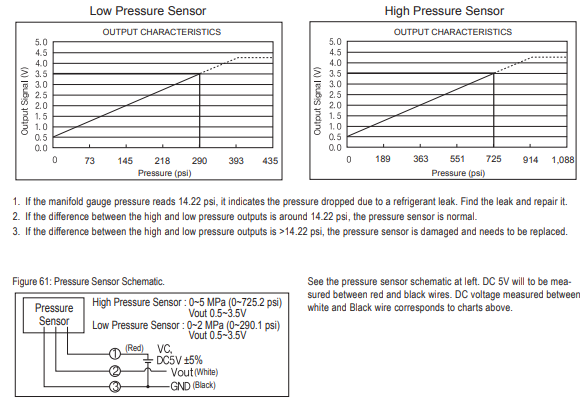 Low Pressure Sensor
OUTPUT CHARACTERISTICS
Output Signal (V)
5.0
4.5
4.0
3.5
3.0
2.5
2.0
1.5
1.0
0.5
0.0
0 73 145 218 290 393 435
Pressure (psi)
High Pressure Sensor
OUTPUT CHARACTERISTICS
Output Signal (V)
5.0
4.5
4.0
3.5
3.0
2.5
2.0
1.5
1.0
0.5
0.0
0 189 363 551 725 914 1,088
Pressure (psi)
1. If the manifold gauge pressure reads 14.22 psi, it indicates the pressure dropped due to a refrigerant leak. Find the leak and repair it.
2. If the difference between the high and low pressure outputs is around 14.22 psi, the pressure sensor is normal.
3. If the difference between the high and low pressure outputs is >14.22 psi, the pressure sensor is damaged and needs to be replaced.
Figure 61: Pressure Sensor Schematic.
Pressure
Sensor
High Pressure Sensor : 0~5 MPa (0~725.2 psi)
Vout 0.5~3.5V
Low Pressure Sensor : 0~2 MPa (0~290.1 psi)
Vout 0.5~3.5V
1 (Red) VC,
DC5V ±5%
2 Vout (White)
3 GND (Black)
See the pressure sensor schematic at left. DC 5V will to be mea-
sured between red and black wires. DC voltage measured between
white and Black wire corresponds to charts above.